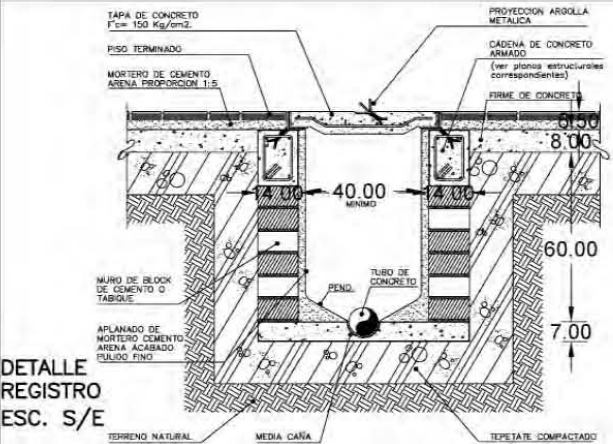 TAPA DE CONCRETO
F'c= 150 Kg/cm2.
PISO TERMINADO
MORTERO DE CEMENTO
ARENA PROPORCION 1:5
PROYECCION ARGOLLA
METALICA
CADENA DE CONCRETO
ARMADO
(ver planos estructurales
correspondientes)
FIRME DE CONCRETO
6.50
8.00
14.00
40.00
MINIMO
14.00
60.00
MURO DE BLOCK
DE CEMENTO O
TABIQUE
PEND.
TUBO DE
CONCRETO
7.00
APLANADO DE
MORTERO CEMENTO
ARENA ACABADO
PULIDO FINO
DETALLE
REGISTRO
ESC. S/E
TERRENO NATURAL
MEDIA CAÑA
TEPETATE COMPACTADO